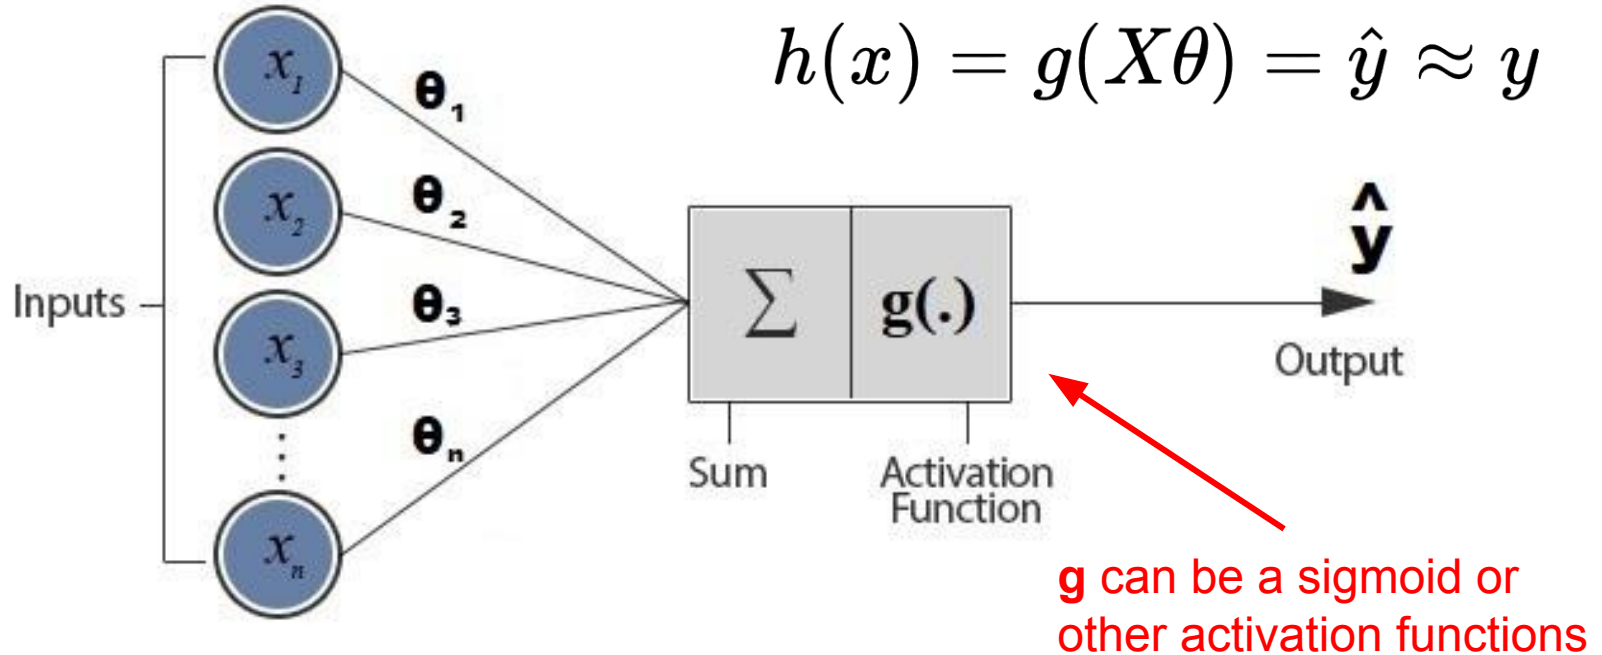 h(x) = g(Xθ) = ŷ ≈ y
x₁
θ₁
x₂
θ₂
Inputs
x₃
θ₃
xₙ
θₙ
∑
g(.)
Sum
Activation
Function
ŷ
Output
g can be a sigmoid or
other activation functions